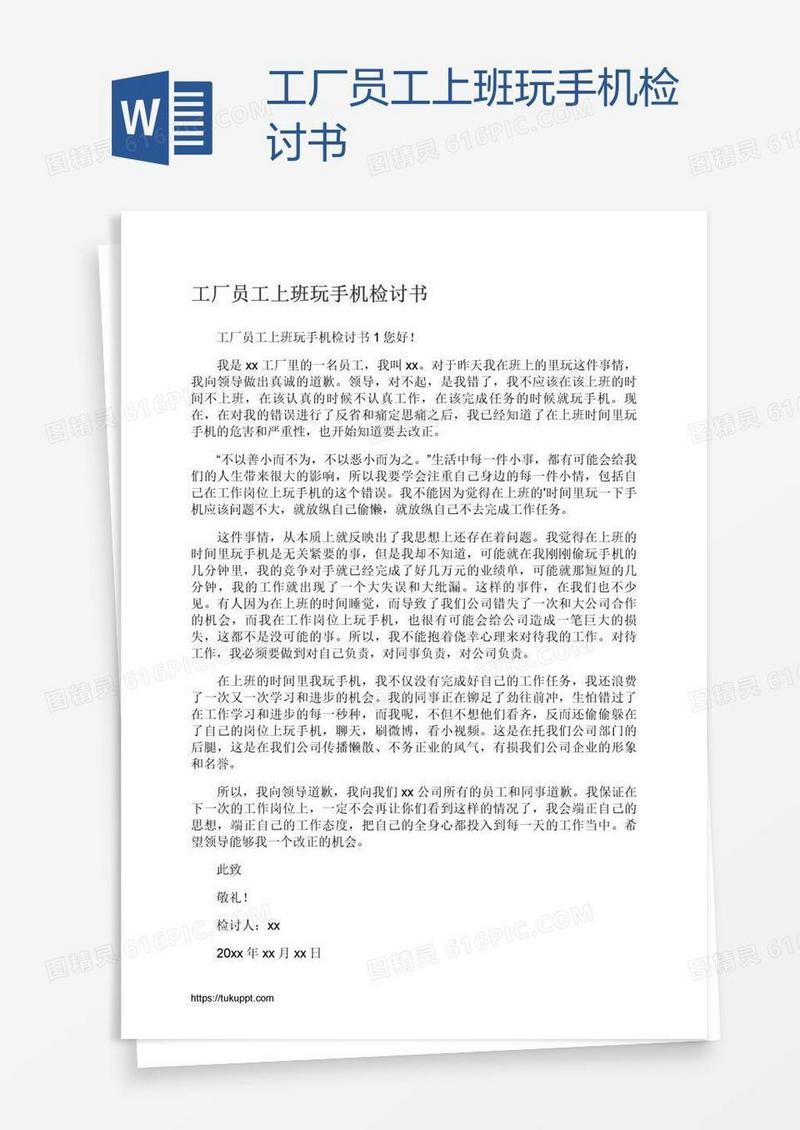 工厂员工上班玩手机检
讨书
W
工厂员工上班玩手机检讨书
工厂员工上班玩手机检讨书 1 您好！
我是 xx 工厂里的一名员工，我叫 xx。对于昨天我在班上的里玩这件事情，
我向领导做出真诚的道歉。领导，对不起，是我错了，我不应该在该上班的时
间不上班，在该认真的时候不认真工作，在该完成任务的时候就玩手机。现
在，在对我的错误进行了反省和痛定思痛之后，我已经知道了在上班时间里玩
手机的危害和严重性，也开始知道要去改正。
“不以善小而不为，不以恶小而为之。”生活中每一件小事，都有可能会给我
们的人生带来很大的影响，所以我要学会注重自己身边的每一件小情，包括自
己在工作岗位上玩手机的这个错误。我不能因为觉得在上班的'时间里玩一下手
机应该问题不大，就放纵自己偷懒，就放纵自己不去完成工作任务。
这件事情，从本质上就反映出了我思想上还存在着问题。我觉得在上班的
时间里玩手机是无关紧要的事，但是我却不知道，可能就在我刚刚偷玩手机的
几分钟里，我的竞争对手就已经完成了好几万元的业绩单，可能就那短短的几
分钟，我的工作就出现了一个大失误和大纰漏。这样的事件，在我们也不少
见。有人因为在上班的时间睡觉，而导致了我们公司错失了一次和大公司合作
的机会，而我在工作岗位上玩手机，也很有可能会给公司造成一笔巨大的损
失，这都不是没可能的事。所以，我不能抱着侥幸心理来对待我的工作。对待
工作，我必须要做到对自己负责，对同事负责，对公司负责。
在上班的时间里我玩手机，我不仅没有完成好自己的工作任务，我还浪费
了一次又一次学习和进步的机会。我的同事正在铆足了劲往前冲，生怕错过了
在工作学习和进步的每一秒种，而我呢，不但不想他们看齐，反而还偷偷躲在
了自己的岗位上玩手机，聊天，刷微博，看小视频。这是在托我们公司部门的
后腿，这是在我们公司传播懒散、不务正业的风气，有损我们公司企业的形象
和名誉。
所以，我向领导道歉，我向我们 xx 公司所有的员工和同事道歉。我保证在
下一次的工作岗位上，一定不会再让你们看到这样的情况了，我会端正自己的
思想，端正自己的工作态度，把自己的全身心都投入到每一天的工作当中。希
望领导能够我一个改正的机会。
此致
敬礼！
检讨人：xx
20xx 年 xx 月 xx 日
https://tukuppt.com
图精灵 616PIC.COM